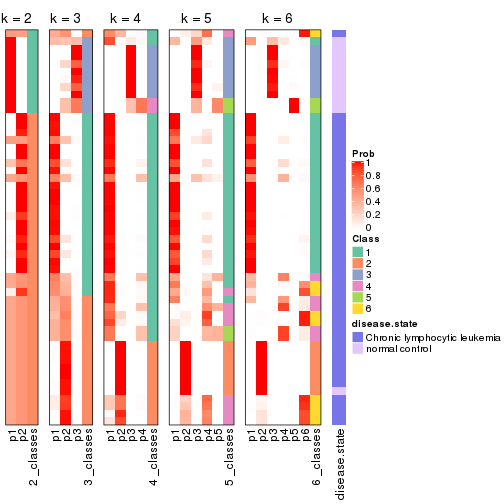 k = 2 k = 3 k = 4 k = 5 k = 6
p1 p2 2_classes p1 p2 p3 3_classes p1 p2 p3 p4 4_classes p1 p2 p3 p4 p5 5_classes p1 p2 p3 p4 p5 p6 6_classes disease.state
Prob
1
0.8
0.6
0.4
0.2
0
Class
1
2
3
4
5
6
disease.state
Chronic lymphocytic leukemia
normal control